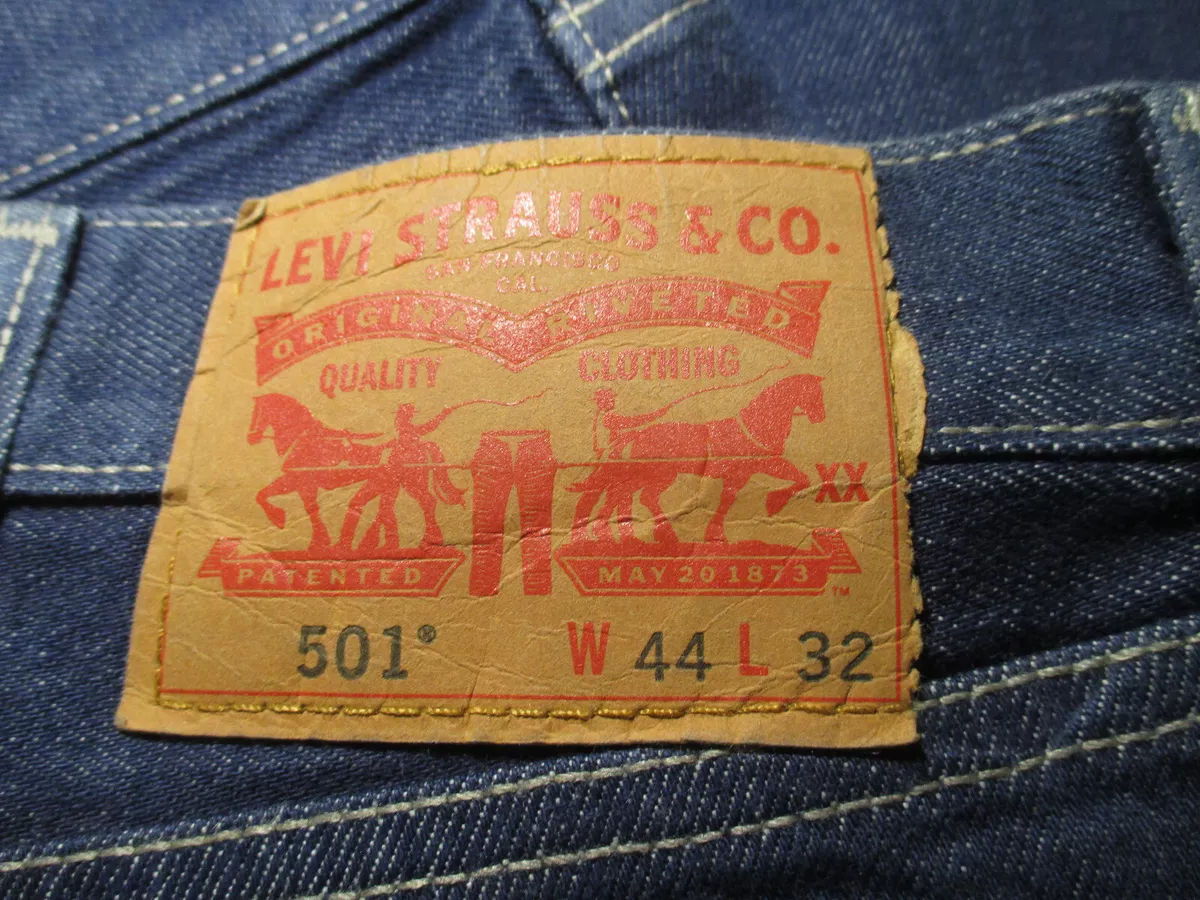 LEVI STRAUSS & CO.
SAN FRANCISCO
CAL.
ORIGINAL RIVETED
QUALITY CLOTHING
XX
PATENTED MAY 20 1873 ™
501® W 44 L 32